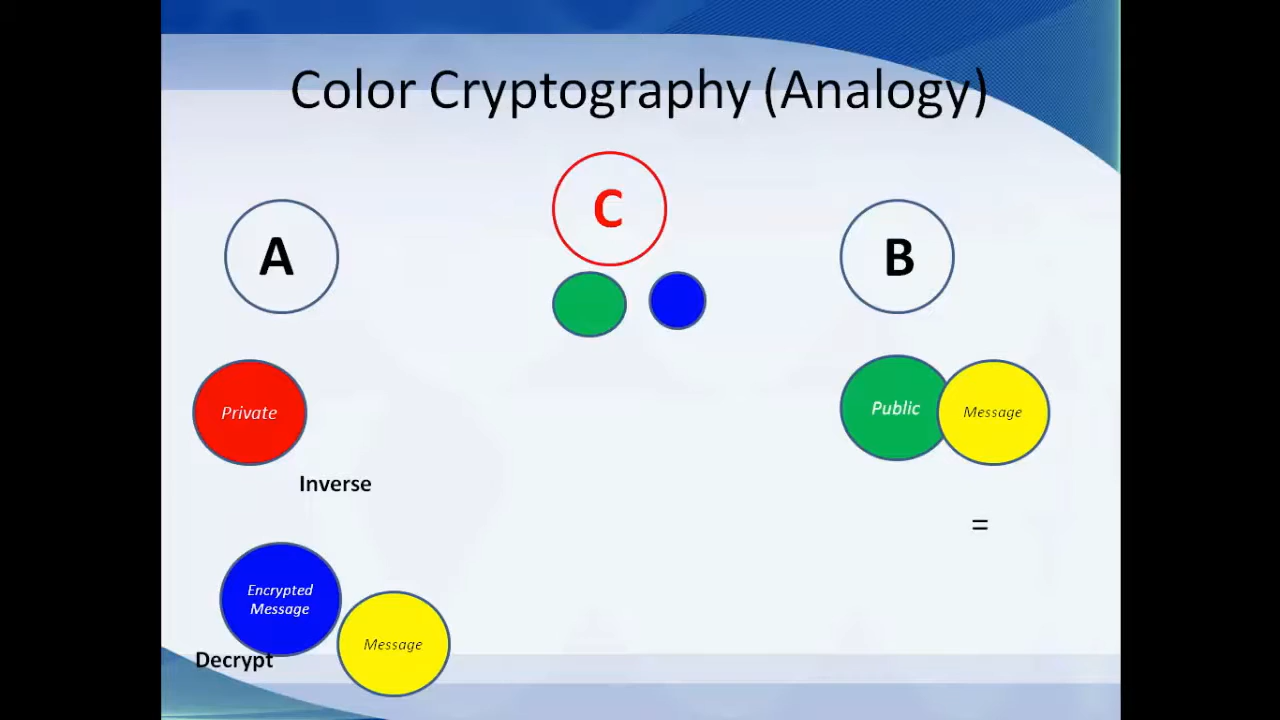 Color Cryptography (Analogy)
C
A
B
Private
Public
Message
Inverse
=
Encrypted
Message
Message
Decrypt